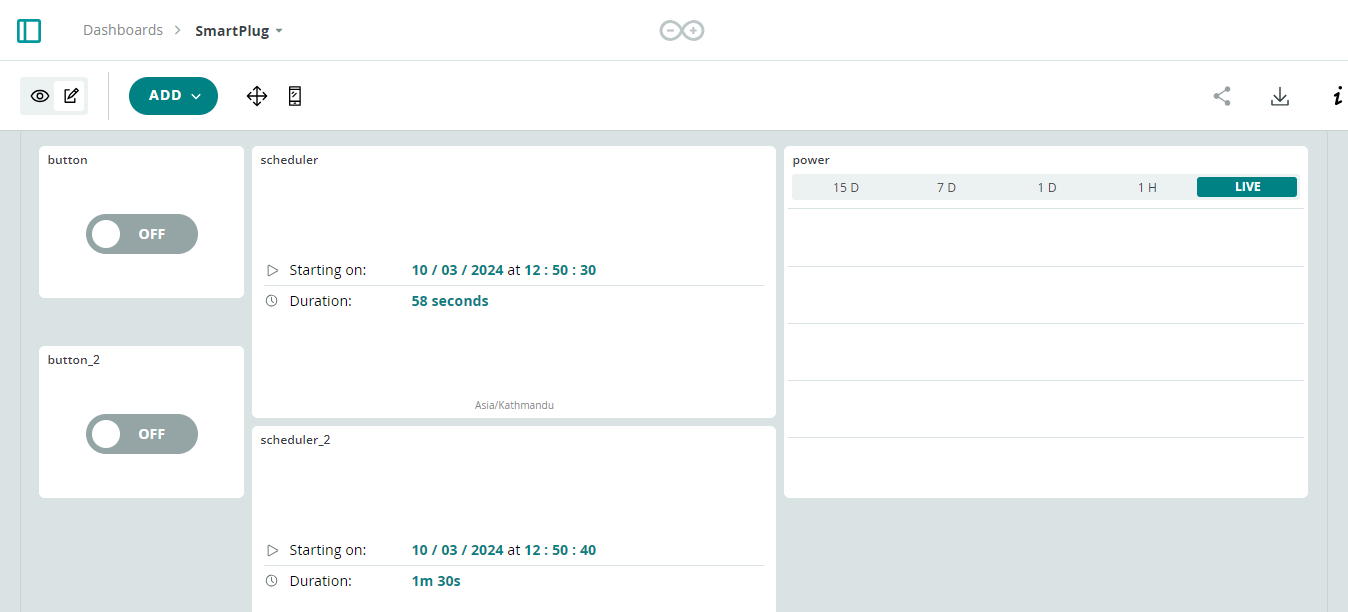 Dashboards > SmartPlug
ADD
button
OFF
scheduler
Starting on: 10 / 03 / 2024 at 12 : 50 : 30
Duration: 58 seconds
Asia/Kathmandu
power
15 D 7 D 1 D 1 H LIVE
button_2
OFF
scheduler_2
Starting on: 10 / 03 / 2024 at 12 : 50 : 40
Duration: 1m 30s